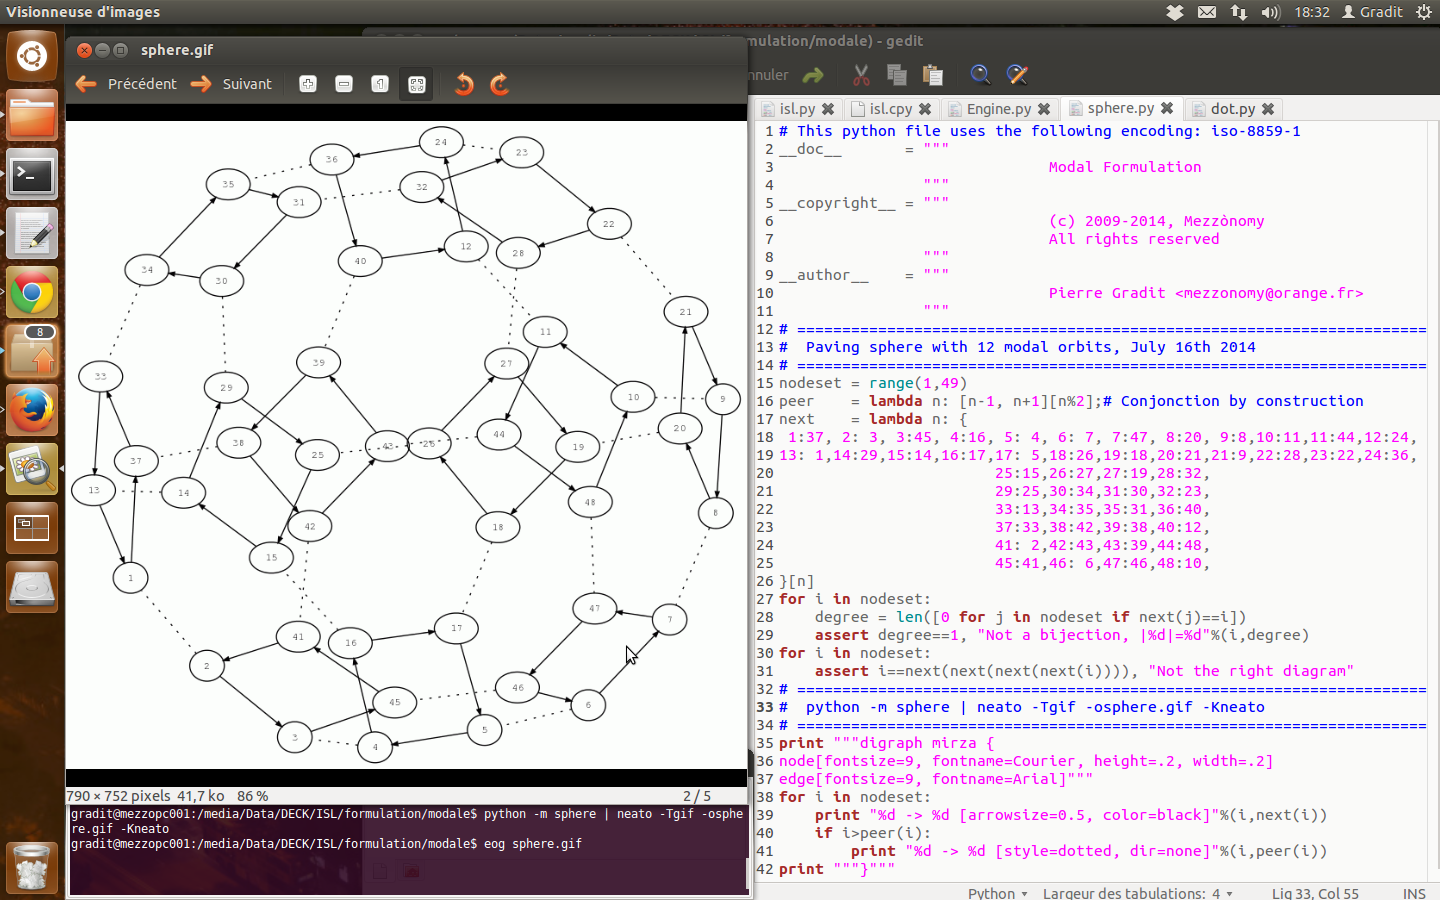 Visionneuse d'images
18:32 Gradit
sphere.gif
mulation/modale) - gedit
Précédent Suivant
nnuler
isl.py isl.cpy Engine.py sphere.py dot.py
24
36
23
35
32
31
22
12
28
40
34
30
21
11
39
27
33
29
10
9
20
44
38
43
26
19
25
37
13
14
48
8
42
18
15
1
47
7
17
41
16
2
46
45
6
5
3
4
1 # This python file uses the following encoding: iso-8859-1
2 __doc__ = """
3 Modal Formulation
4 """
5 __copyright__ = """
6 (c) 2009-2014, Mezzònomy
7 All rights reserved
8 """
9 __author__ = """
10 Pierre Gradit <mezzonomy@orange.fr>
11 """
12 # ======================================================================
13 #  Paving sphere with 12 modal orbits, July 16th 2014
14 # ======================================================================
15 nodeset = range(1,49)
16 peer    = lambda n: [n-1, n+1][n%2];# Conjonction by construction
17 next    = lambda n: {
18 1:37, 2: 3, 3:45, 4:16, 5: 4, 6: 7, 7:47, 8:20, 9:8,10:11,11:44,12:24,
19 13: 1,14:29,15:14,16:17,17: 5,18:26,19:18,20:21,21:9,22:28,23:22,24:36,
20 25:15,26:27,27:19,28:32,
21 29:25,30:34,31:30,32:23,
22 33:13,34:35,35:31,36:40,
23 37:33,38:42,39:38,40:12,
24 41: 2,42:43,43:39,44:48,
25 45:41,46: 6,47:46,48:10,
26 }[n]
27 for i in nodeset:
28     degree = len([0 for j in nodeset if next(j)==i])
29     assert degree==1, "Not a bijection, |%d|=%d"%(i,degree)
30 for i in nodeset:
31     assert i==next(next(next(next(i)))), "Not the right diagram"
32 # ======================================================================
33 #  python -m sphere | neato -Tgif -osphere.gif -Kneato
34 # ======================================================================
35 print """digraph mirza {
36 node[fontsize=9, fontname=Courier, height=.2, width=.2]
37 edge[fontsize=9, fontname=Arial]"""
38 for i in nodeset:
39     print "%d -> %d [arrowsize=0.5, color=black]"%(i,next(i))
40     if i>peer(i):
41         print "%d -> %d [style=dotted, dir=none]"%(i,peer(i))
42 print """}"""
790 × 752 pixels 41,7 ko 86 % 2 / 5
gradit@mezzopc001:/media/Data/DECK/ISL/formulation/modale$ python -m sphere | neato -Tgif -osphe
re.gif -Kneato
gradit@mezzopc001:/media/Data/DECK/ISL/formulation/modale$ eog sphere.gif
Python Largeur des tabulations: 4 Lig 33, Col 55 INS
8